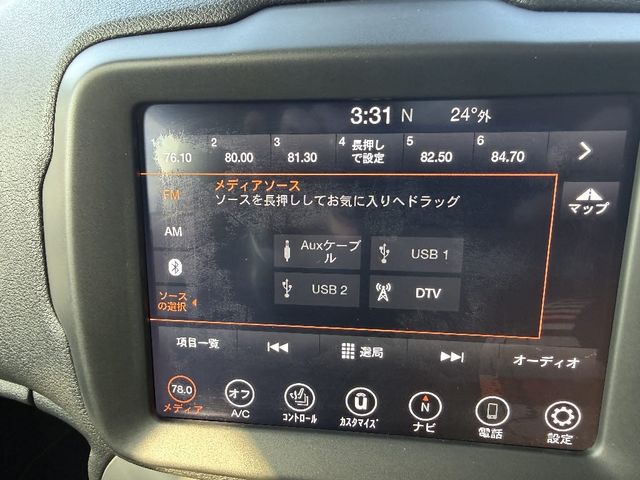 3:31 N 24°外
1 76.10
2 80.00
3 81.30
4 長押しで設定
5 82.50
6 84.70
FM
メディアソース
ソースを長押ししてお気に入りへドラッグ
マップ
AM
Auxケーブル
USB 1
USB 2
DTV
ソースの選択
項目一覧
選局
オーディオ
78.0
メディア
オフ
A/C
コントロール
カスタマイズ
N
ナビ
電話
設定